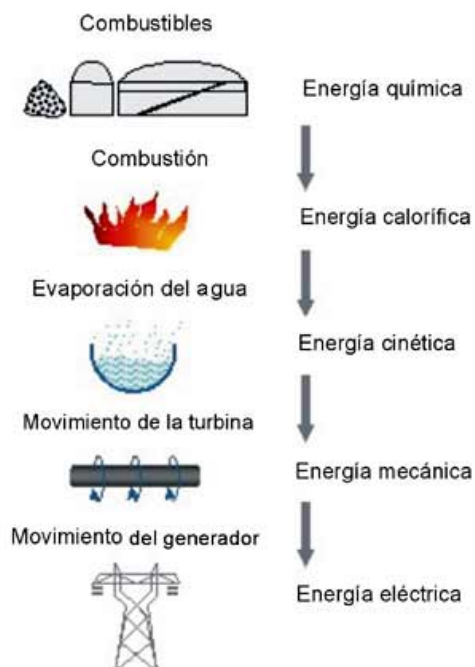 Combustibles
Energía química
Combustión
Energía calorífica
Evaporación del agua
Energía cinética
Movimiento de la turbina
Energía mecánica
Movimiento del generador
Energía eléctrica